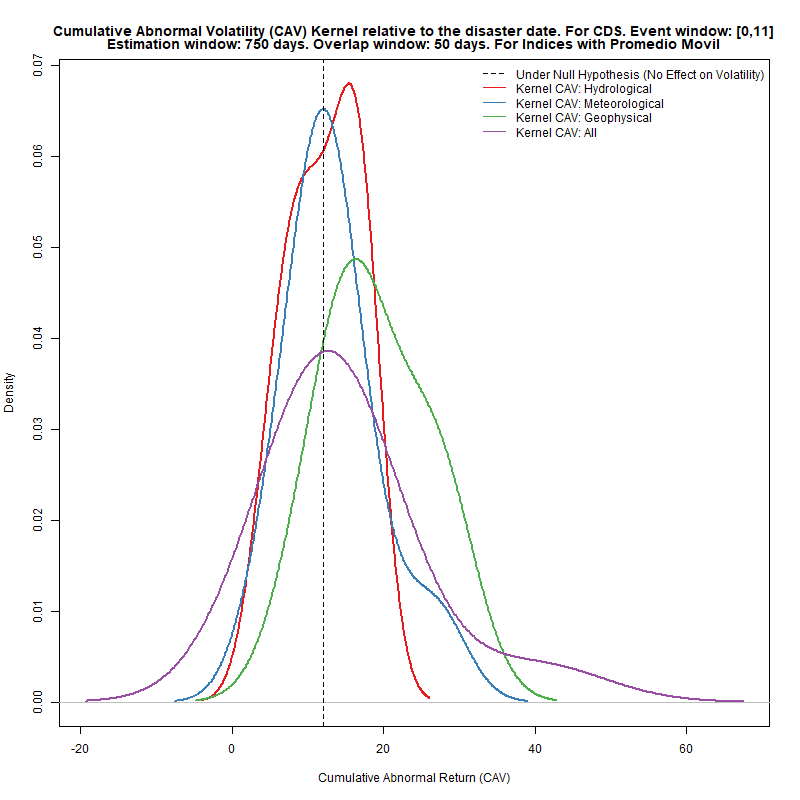 Cumulative Abnormal Volatility (CAV) Kernel relative to the disaster date. For CDS. Event window: [0,11]
Estimation window: 750 days. Overlap window: 50 days. For Indices with Promedio Movil
Under Null Hypothesis (No Effect on Volatility)
Kernel CAV: Hydrological
Kernel CAV: Meteorological
Kernel CAV: Geophysical
Kernel CAV: All
Density
0.07
0.06
0.05
0.04
0.03
0.02
0.01
0.00
-20 0 20 40 60
Cumulative Abnormal Return (CAV)